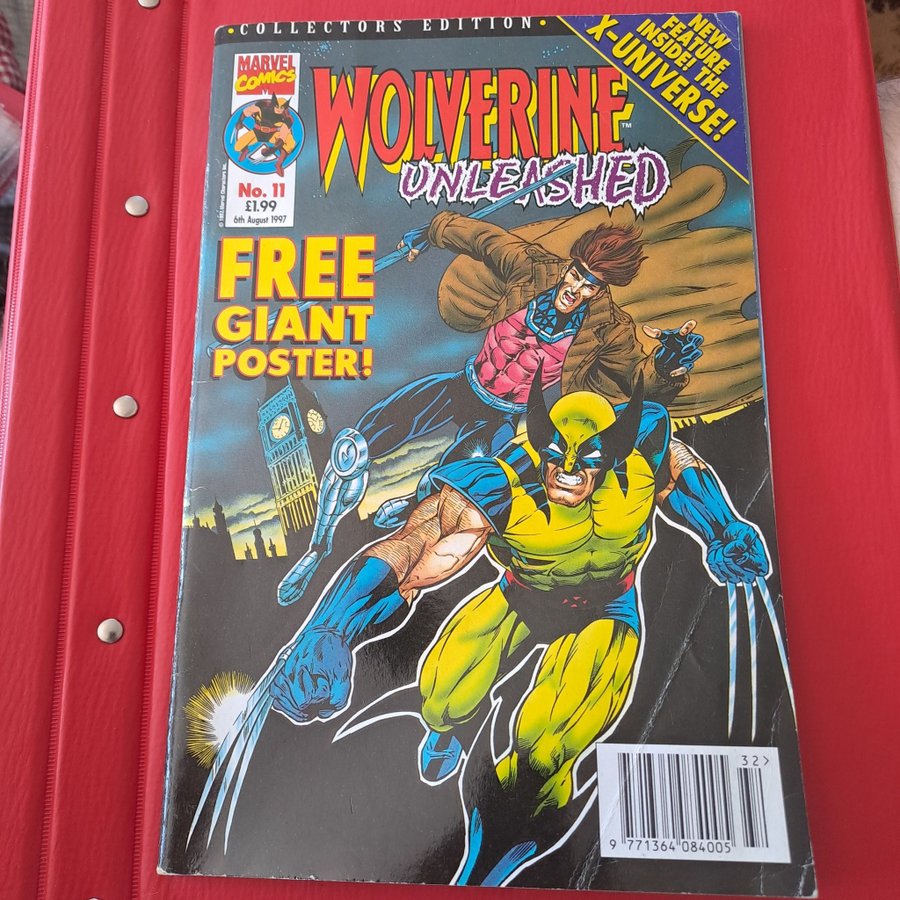 ·COLLECTORS EDITION·
MARVEL
COMICS
WOLVERINE™
UNLEASHED
NEW
FEATURE
INSIDE! THE
X-UNIVERSE!
No. 11
£1.99
6th August 1997
FREE
GIANT
POSTER!
32>
9 771364 084005